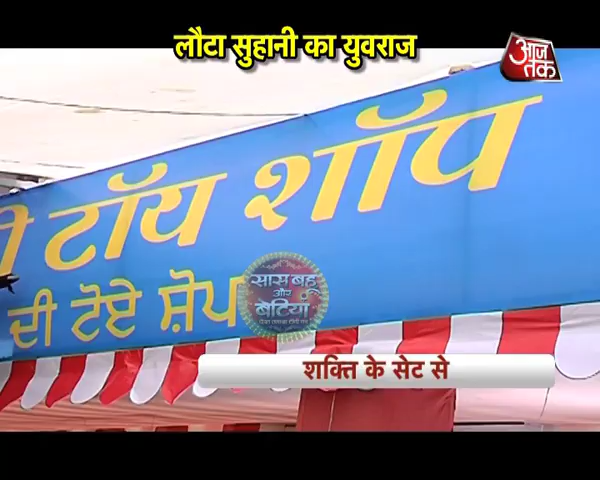 लौटा सुहानी का युवराज
आज
तक
टॉय शॉप
ਦੀ ਟੋਏ ਸ਼ੋਪ
सास बहू
और
बेटियां
शक्ति के सेट से